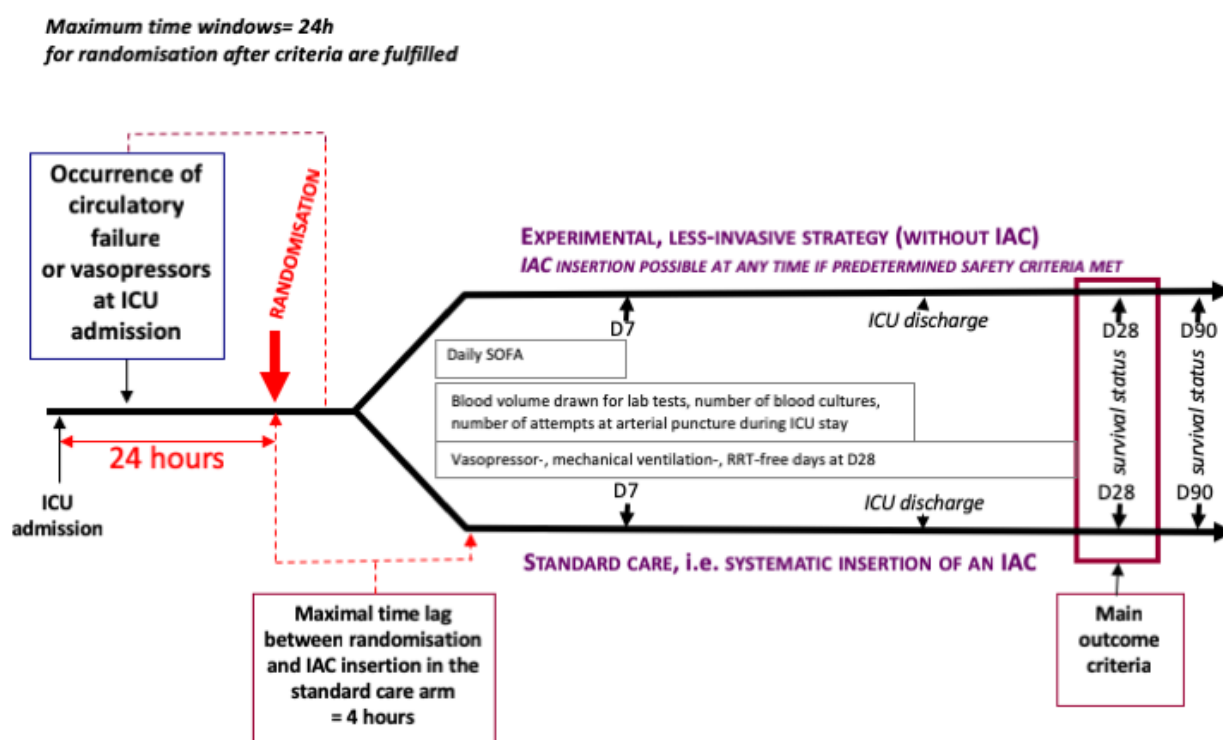 Maximum time windows= 24h
for randomisation after criteria are fulfilled
Occurrence of
circulatory
failure
or vasopressors
at ICU
admission
RANDOMISATION
EXPERIMENTAL, LESS-INVASIVE STRATEGY (WITHOUT IAC)
IAC INSERTION POSSIBLE AT ANY TIME IF PREDETERMINED SAFETY CRITERIA MET
D7
ICU discharge
D28
D90
Daily SOFA
Blood volume drawn for lab tests, number of blood cultures,
number of attempts at arterial puncture during ICU stay
Vasopressor-, mechanical ventilation-, RRT-free days at D28
survival status
survival status
24 hours
ICU
admission
D7
ICU discharge
D28
D90
STANDARD CARE, i.e. SYSTEMATIC INSERTION OF AN IAC
Maximal time lag
between randomisation
and IAC insertion in the
standard care arm
= 4 hours
Main
outcome
criteria